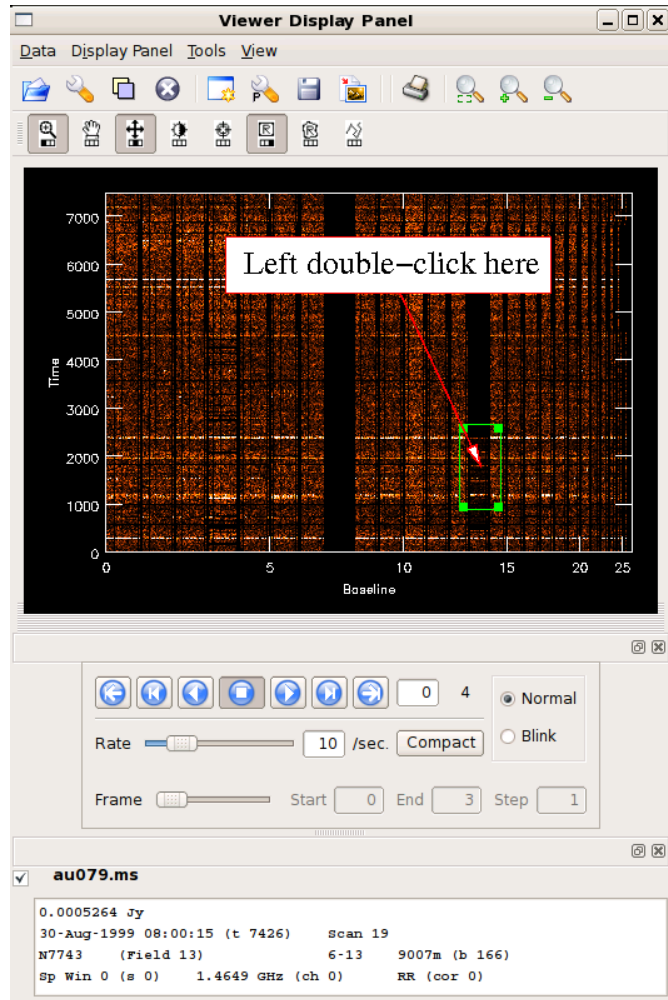 Viewer Display Panel
Data Display Panel Tools View
P
R R
7000
6000
5000
4000
3000
2000
1000
0
Time
Left double-click here
0 5 10 15 20 25
Baseline
0 4
Normal
Rate 10 /sec. Compact
Blink
Frame Start 0 End 3 Step 1
au079.ms
0.0005264 Jy
30-Aug-1999 08:00:15 (t 7426) Scan 19
N7743 (Field 13) 6-13 9007m (b 166)
Sp Win 0 (s 0) 1.4649 GHz (ch 0) RR (cor 0)